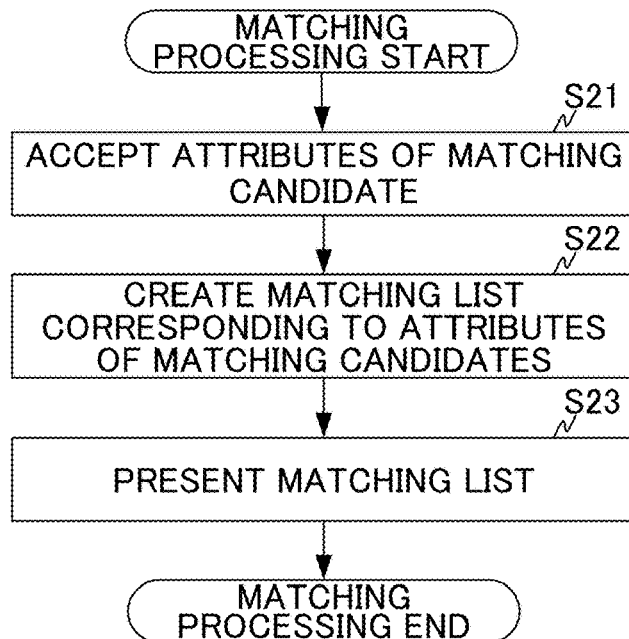 MATCHING
PROCESSING START
S21
ACCEPT ATTRIBUTES OF MATCHING
CANDIDATE
S22
CREATE MATCHING LIST
CORRESPONDING TO ATTRIBUTES
OF MATCHING CANDIDATES
S23
PRESENT MATCHING LIST
MATCHING
PROCESSING END